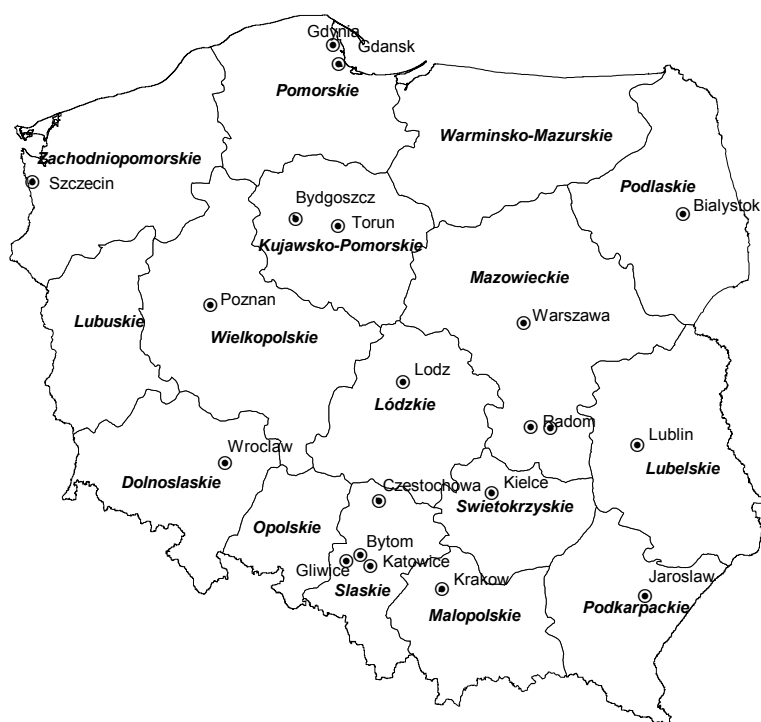 Gdynia
Gdansk
Pomorskie
Warminsko-Mazurskie
Zachodniopomorskie
Szczecin
Podlaskie
Bialystok
Bydgoszcz
Torun
Kujawsko-Pomorskie
Mazowieckie
Poznan
Warszawa
Lubuskie
Wielkopolskie
Lodz
Lódzkie
Radom
Lublin
Lubelskie
Wroclaw
Dolnoslaskie
Czestochowa
Kielce
Swietokrzyskie
Opolskie
Bytom
Gliwice
Katowice
Slaskie
Krakow
Malopolskie
Jaroslaw
Podkarpackie